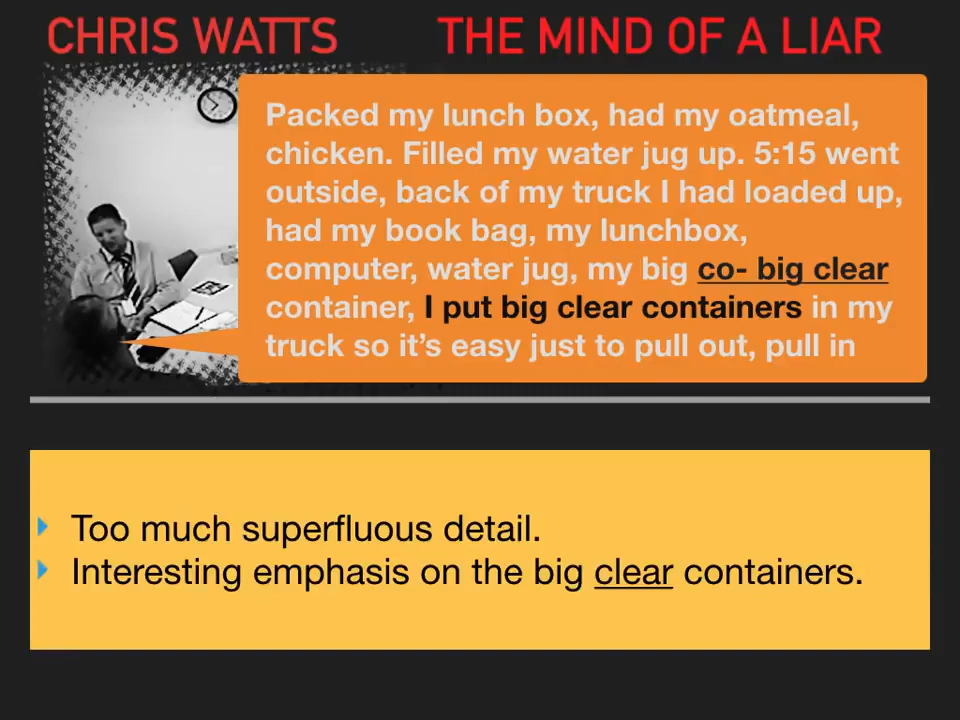 CHRIS WATTS THE MIND OF A LIAR
Packed my lunch box, had my oatmeal,
chicken. Filled my water jug up. 5:15 went
outside, back of my truck I had loaded up,
had my book bag, my lunchbox,
computer, water jug, my big co- big clear
container, I put big clear containers in my
truck so it’s easy just to pull out, pull in
Too much superfluous detail.
Interesting emphasis on the big clear containers.